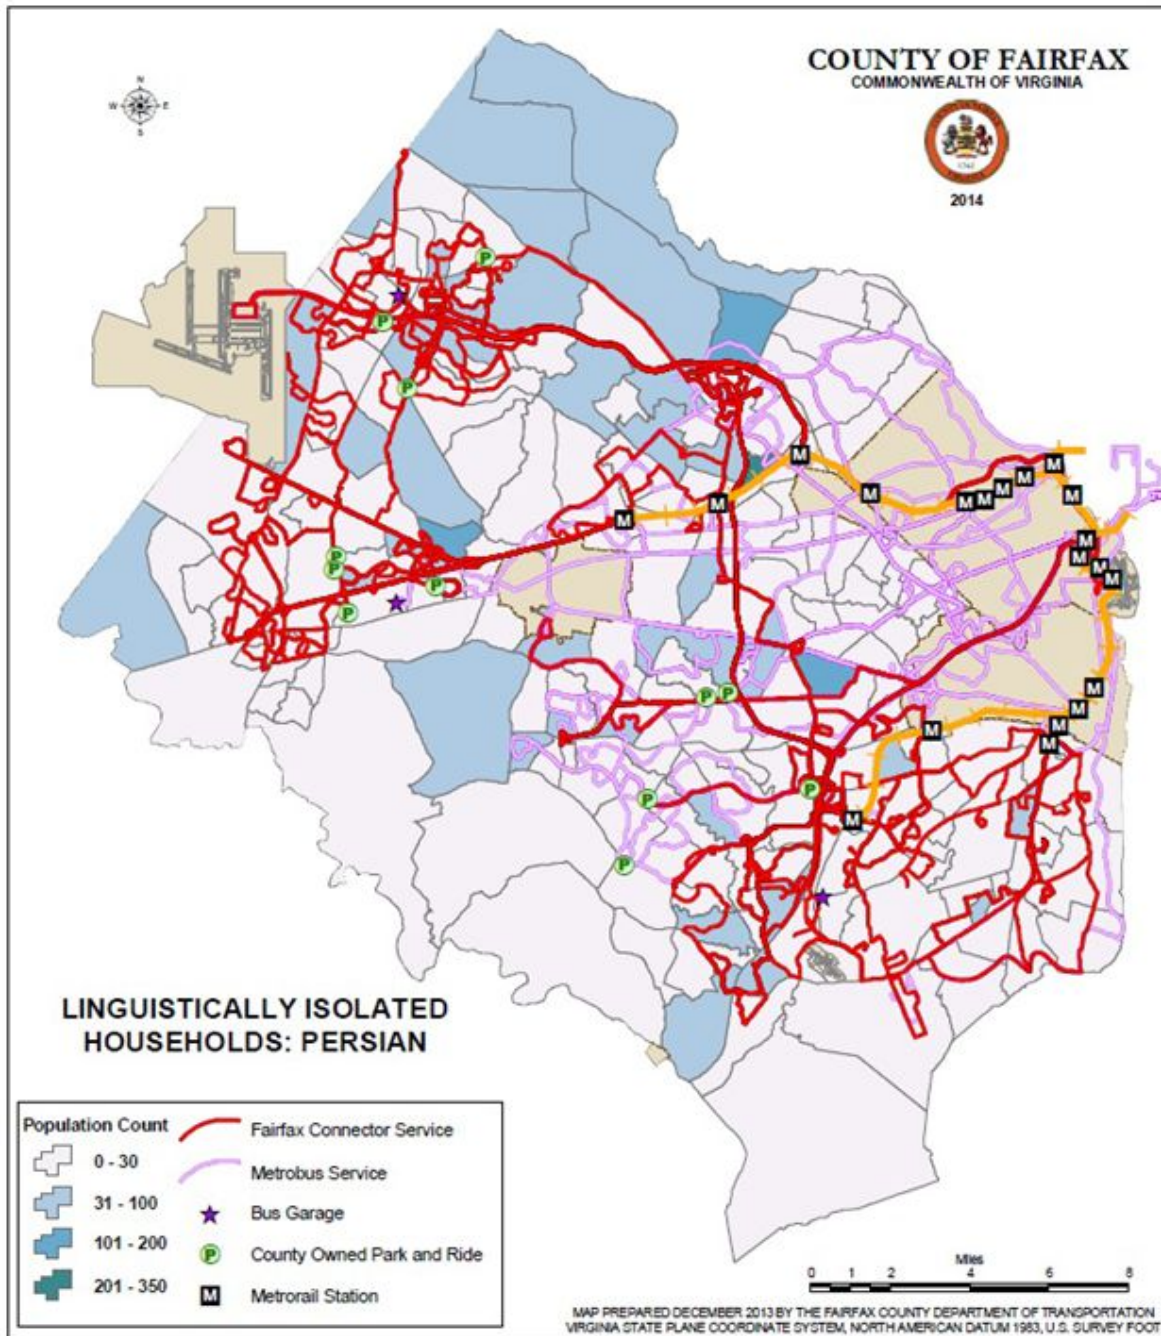 COUNTY OF FAIRFAX
COMMONWEALTH OF VIRGINIA
1742
2014
N
W E
S
LINGUISTICALLY ISOLATED
HOUSEHOLDS: PERSIAN
Population Count
0 - 30
31 - 100
101 - 200
201 - 350
Fairfax Connector Service
Metrobus Service
Bus Garage
P County Owned Park and Ride
M Metrorail Station
Miles
0 1 2 4 6 8
MAP PREPARED DECEMBER 2013 BY THE FAIRFAX COUNTY DEPARTMENT OF TRANSPORTATION
VIRGINIA STATE PLANE COORDINATE SYSTEM, NORTH AMERICAN DATUM 1983, U.S. SURVEY FOOT